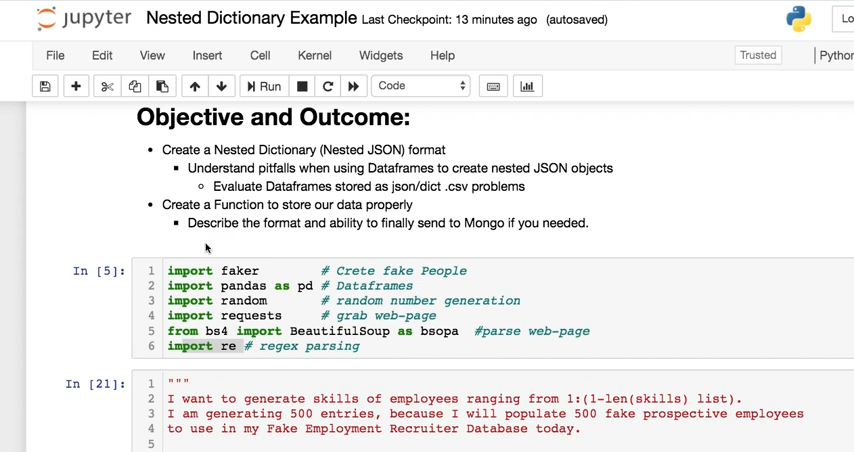 jupyter Nested Dictionary Example Last Checkpoint: 13 minutes ago (autosaved) Lo
File Edit View Insert Cell Kernel Widgets Help Trusted Python
Run Code
Objective and Outcome:
• Create a Nested Dictionary (Nested JSON) format
▪ Understand pitfalls when using Dataframes to create nested JSON objects
◦ Evaluate Dataframes stored as json/dict .csv problems
• Create a Function to store our data properly
▪ Describe the format and ability to finally send to Mongo if you needed.
In [5]: 1 import faker # Crete fake People
2 import pandas as pd # Dataframes
3 import random # random number generation
4 import requests # grab web-page
5 from bs4 import BeautifulSoup as bsopa #parse web-page
6 import re # regex parsing
In [21]: 1 """
2 I want to generate skills of employees ranging from 1:(1-len(skills) list).
3 I am generating 500 entries, because I will populate 500 fake prospective employees
4 to use in my Fake Employment Recruiter Database today.
5